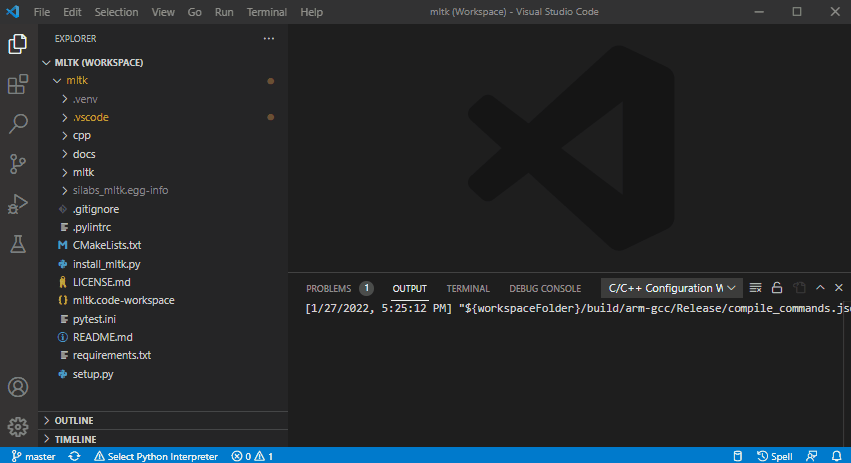 File Edit Selection View Go Run Terminal Help mltk (Workspace) - Visual Studio Code
EXPLORER
MLTK (WORKSPACE)
mltk
.venv
.vscode
cpp
docs
mltk
silabs_mltk.egg-info
.gitignore
.pylintrc
CMakeLists.txt
install_mltk.py
LICENSE.md
mltk.code-workspace
pytest.ini
README.md
requirements.txt
setup.py
OUTLINE
TIMELINE
PROBLEMS 1 OUTPUT TERMINAL DEBUG CONSOLE C/C++ Configuration W
[1/27/2022, 5:25:12 PM] "${workspaceFolder}/build/arm-gcc/Release/compile_commands.jso
master Select Python Interpreter 0 1 Spell